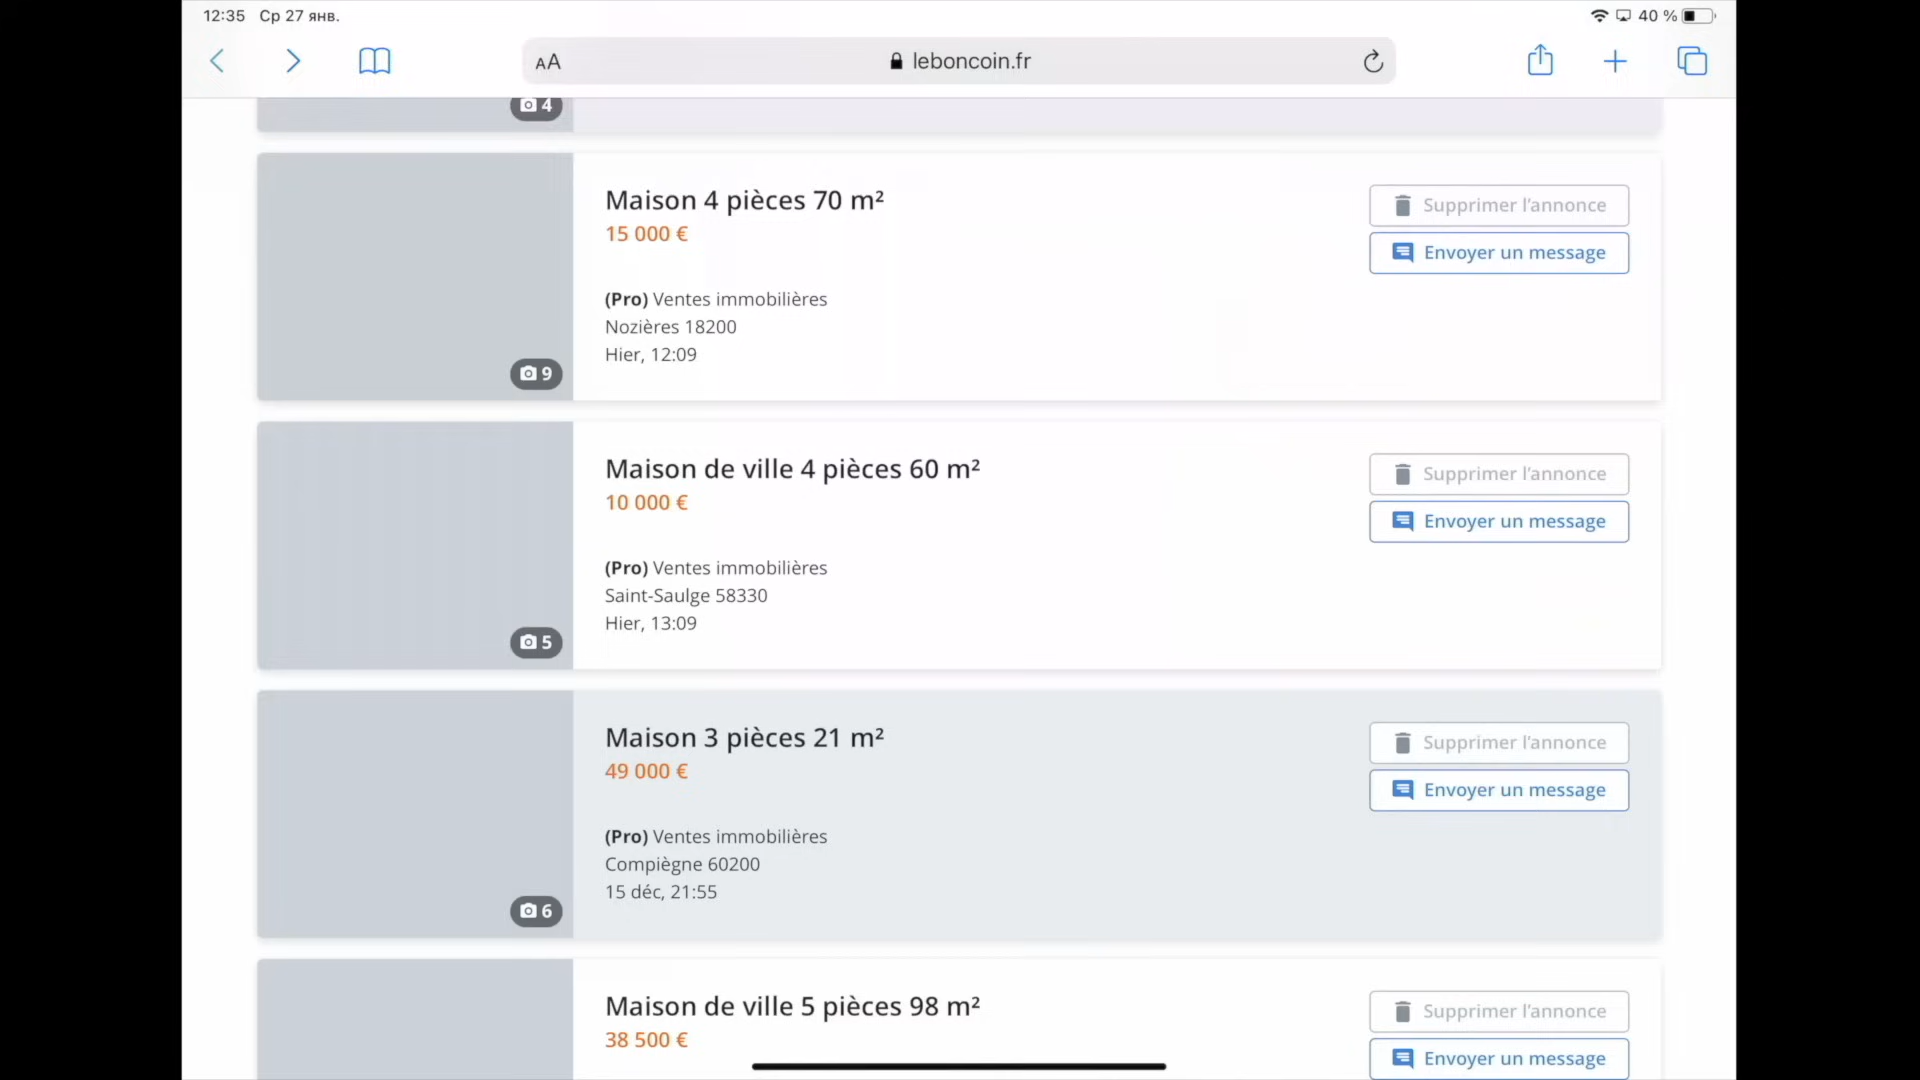 12:35 Ср 27 янв.
40 %
AA
leboncoin.fr
4
Maison 4 pièces 70 m²
15 000 €
(Pro) Ventes immobilières
Nozières 18200
Hier, 12:09
9
Supprimer l'annonce
Envoyer un message
Maison de ville 4 pièces 60 m²
10 000 €
(Pro) Ventes immobilières
Saint-Saulge 58330
Hier, 13:09
5
Supprimer l'annonce
Envoyer un message
Maison 3 pièces 21 m²
49 000 €
(Pro) Ventes immobilières
Compiègne 60200
15 déc, 21:55
6
Supprimer l'annonce
Envoyer un message
Maison de ville 5 pièces 98 m²
38 500 €
Supprimer l'annonce
Envoyer un message